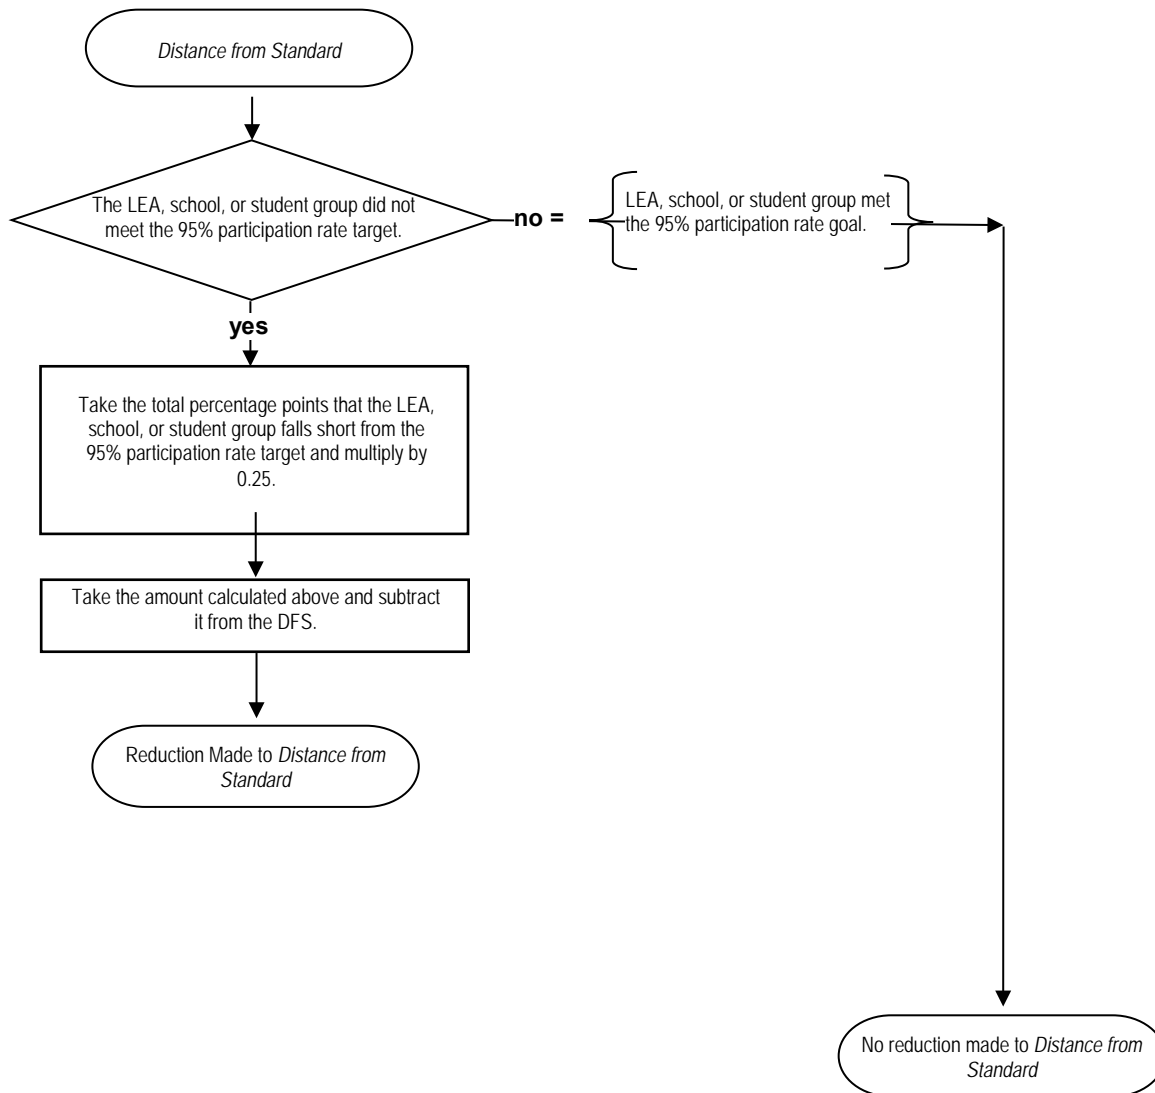 Distance from Standard
The LEA, school, or student group did not
meet the 95% participation rate target.
no =
LEA, school, or student group met
the 95% participation rate goal.
yes
Take the total percentage points that the LEA,
school, or student group falls short from the
95% participation rate target and multiply by
0.25.
Take the amount calculated above and subtract
it from the DFS.
Reduction Made to Distance from
Standard
No reduction made to Distance from
Standard